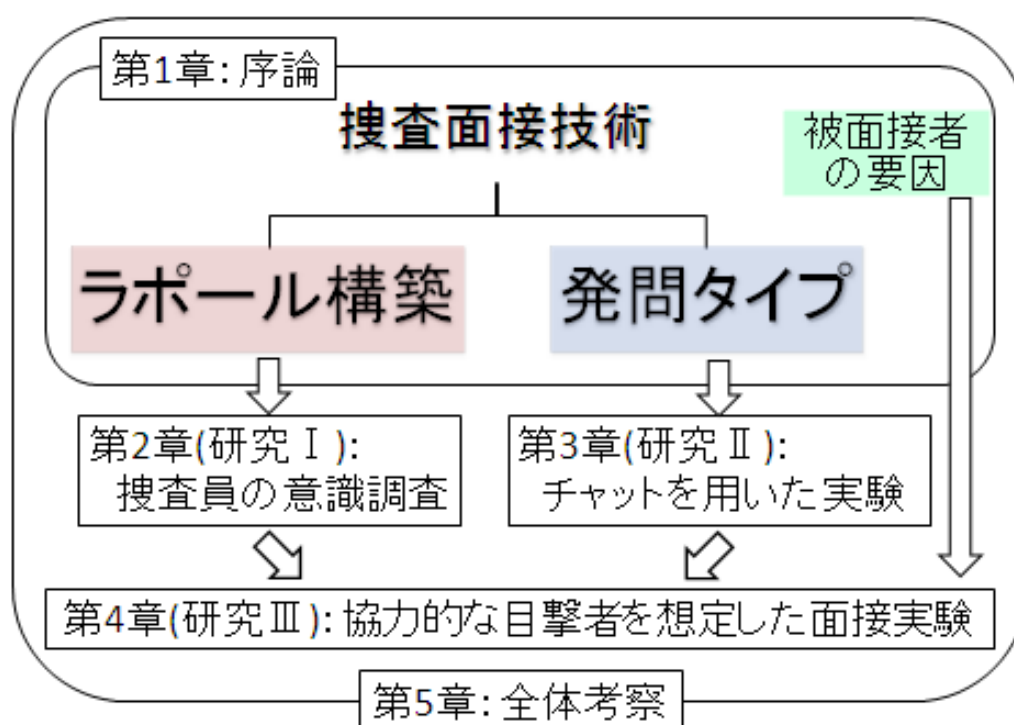 第1章:序論
捜査面接技術
被面接者
の要因
ラポール構築
発問タイプ
第2章(研究Ⅰ):
捜査員の意識調査
第3章(研究Ⅱ):
チャットを用いた実験
第4章(研究Ⅲ):協力的な目撃者を想定した面接実験
第5章:全体考察